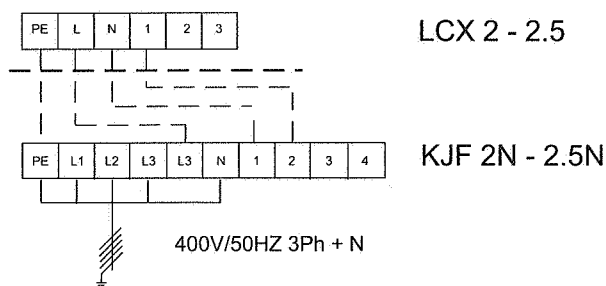 PE L N 1 2 3
LCX 2 - 2.5
PE L1 L2 L3 L3 N 1 2 3 4
KJF 2N - 2.5N
400V/50HZ 3Ph + N